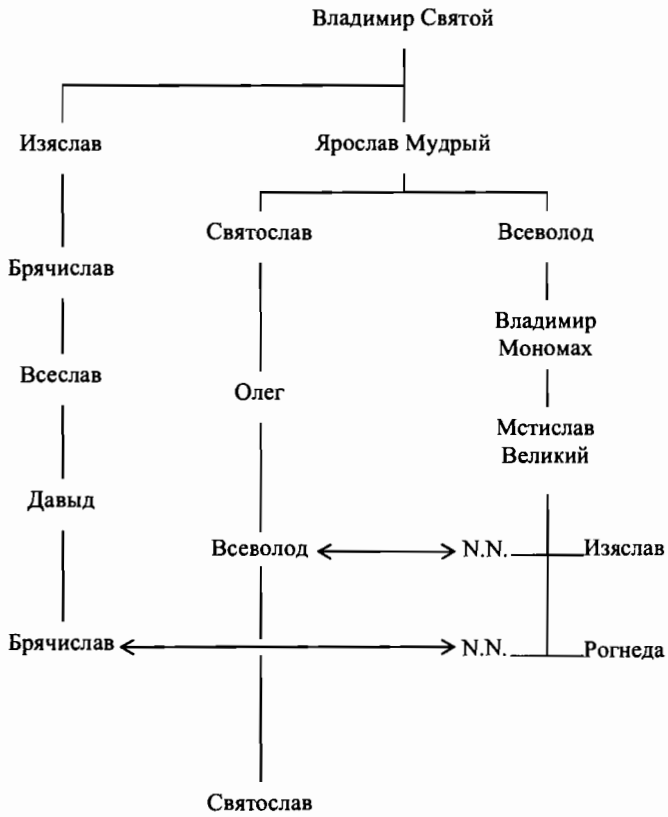 Владимир Святой
Изяслав
Ярослав Мудрый
Святослав
Всеволод
Брячислав
Владимир
Мономах
Всеслав
Олег
Мстислав
Великий
Давыд
Всеволод
N.N.
Изяслав
Брячислав
N.N.
Рогнеда
Святослав